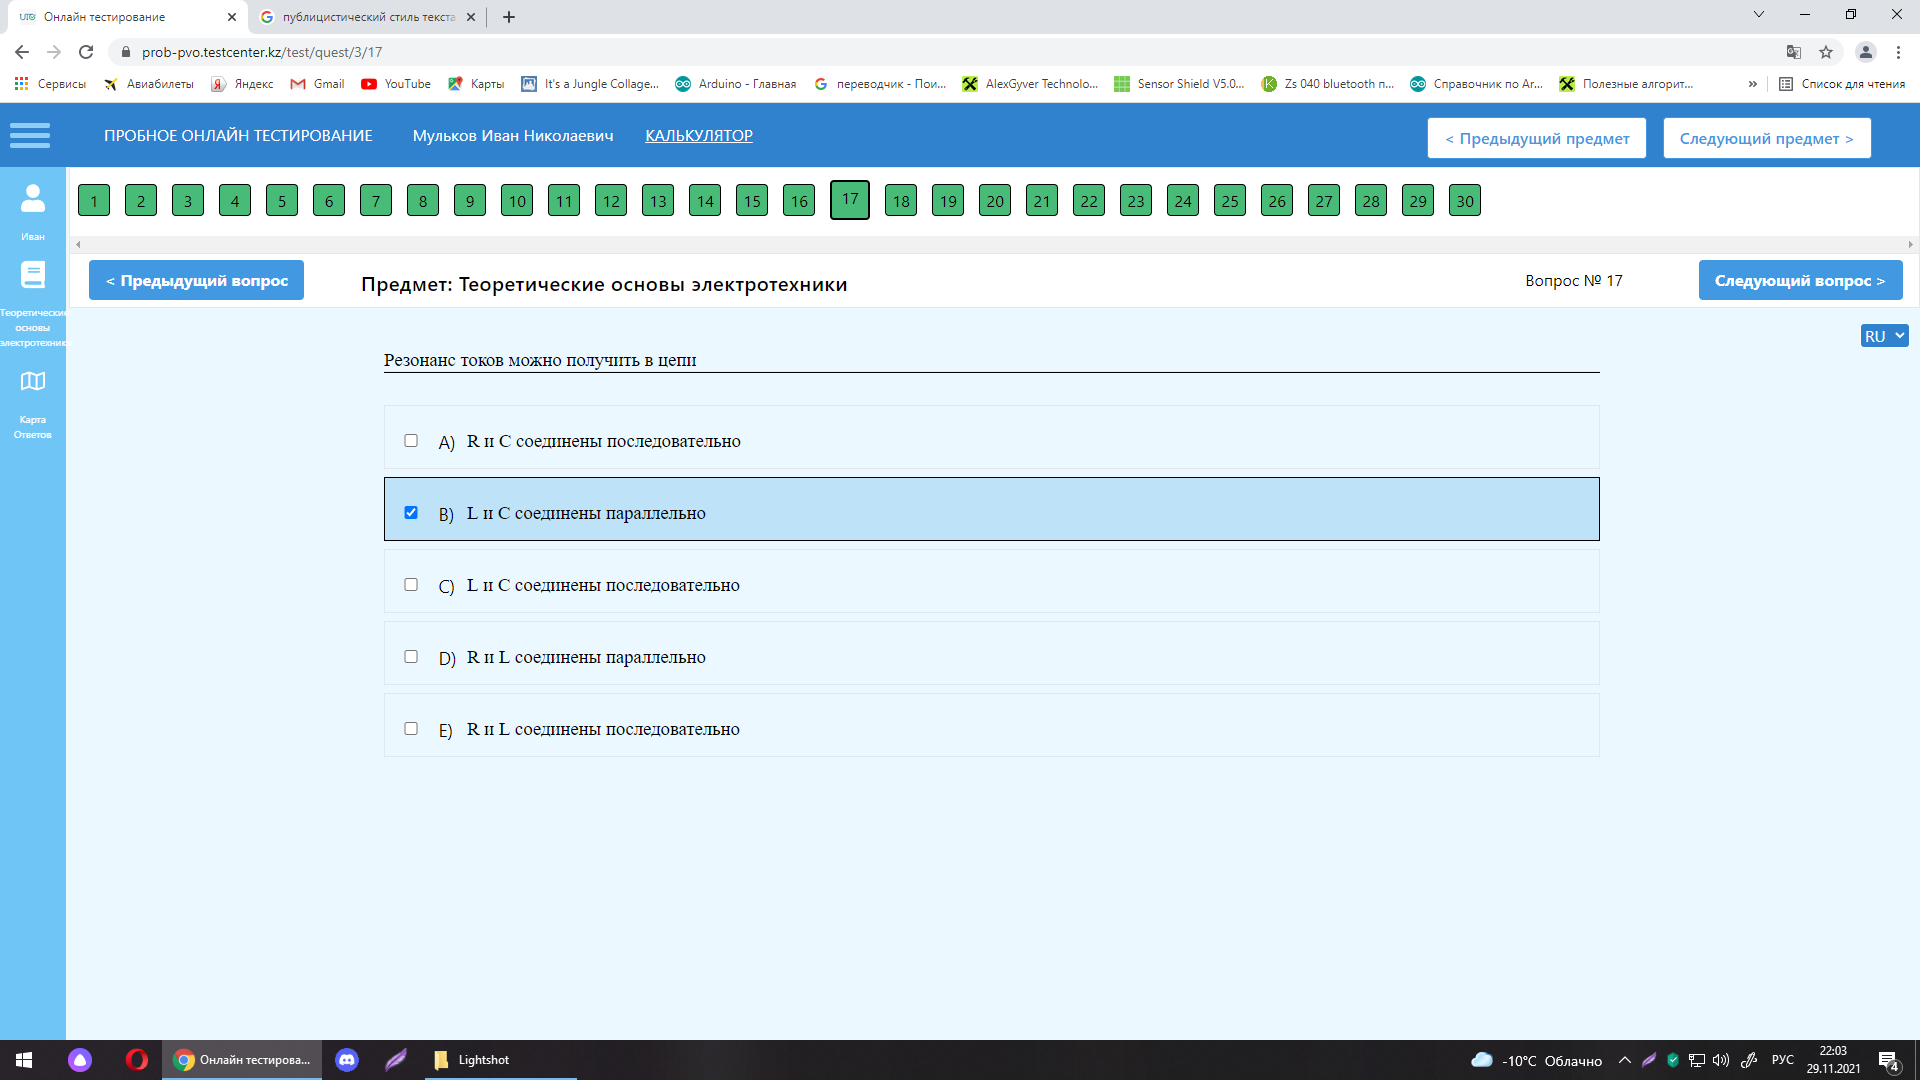 Онлайн тестирование
публицистический стиль текста
prob-pvo.testcenter.kz/test/quest/3/17
Сервисы Авиабилеты Яндекс Gmail YouTube Карты It's a Jungle Collage... Arduino - Главная переводчик - Пои... AlexGyver Technolo... Sensor Shield V5.0... Zs 040 bluetooth п... Справочник по Ar... Полезные алгорит... » Список для чтения
ПРОБНОЕ ОНЛАЙН ТЕСТИРОВАНИЕ Мульков Иван Николаевич КАЛЬКУЛЯТОР < Предыдущий предмет Следующий предмет >
1 2 3 4 5 6 7 8 9 10 11 12 13 14 15 16 17 18 19 20 21 22 23 24 25 26 27 28 29 30
Иван
Теоретические
основы
электротехники
Карта
Ответов
< Предыдущий вопрос Предмет: Теоретические основы электротехники Вопрос № 17 Следующий вопрос >
RU
Резонанс токов можно получить в цепи
A) R и C соединены последовательно
B) L и C соединены параллельно
C) L и C соединены последовательно
D) R и L соединены параллельно
E) R и L соединены последовательно
Онлайн тестирова... Lightshot -10°C Облачно РУС 22:03
29.11.2021
4